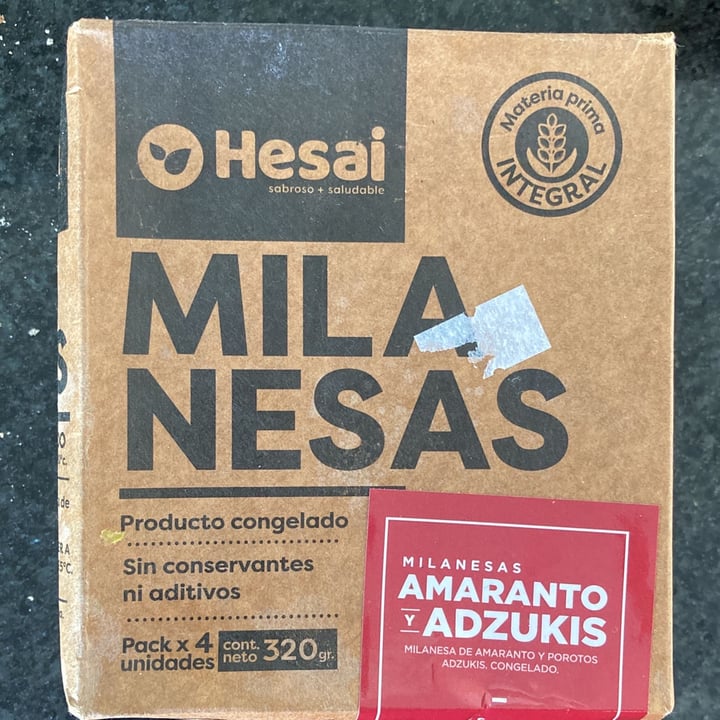 Hesai
sabroso + saludable
Materia prima
INTEGRAL
MILA
NESAS
Producto congelado
Sin conservantes
ni aditivos
Pack x 4
unidades
cont.
neto 320 gr.
MILANESAS
AMARANTO
Y ADZUKIS
MILANESA DE AMARANTO Y POROTOS
ADZUKIS. CONGELADO.